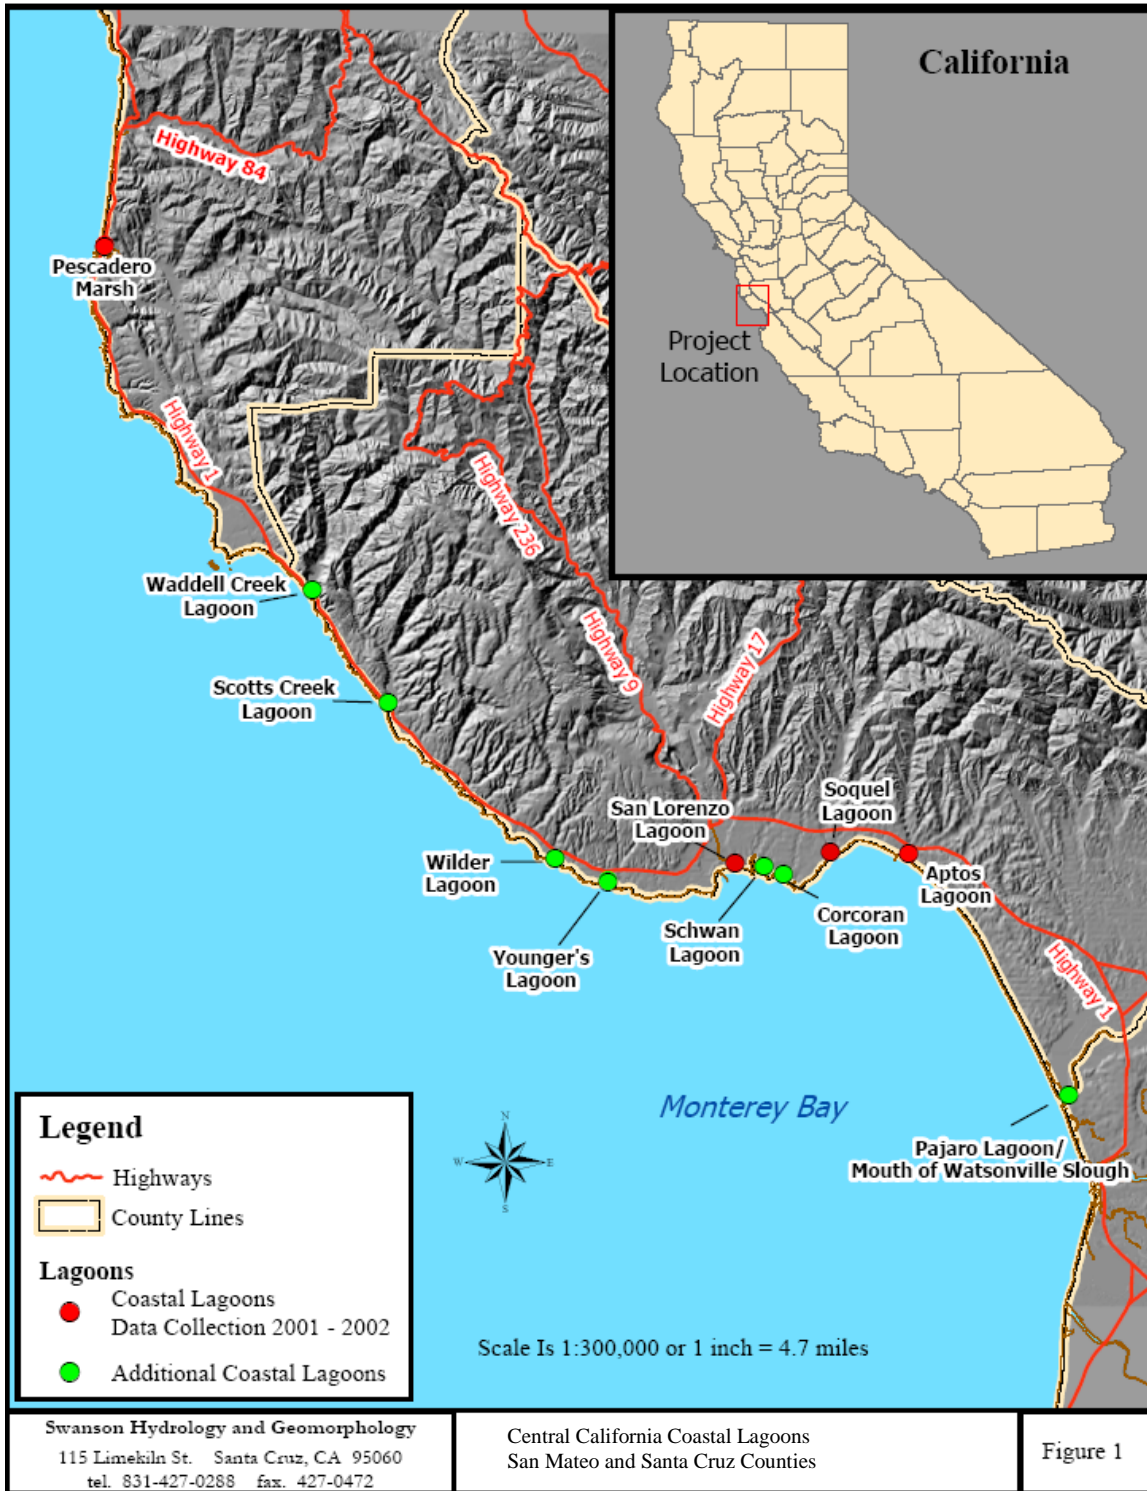 California
Project
Location
Highway 84
Pescadero
Marsh
Highway 1
Highway 236
Waddell Creek
Lagoon
Highway 9
Highway 17
Scotts Creek
Lagoon
San Lorenzo
Lagoon
Soquel
Lagoon
Wilder
Lagoon
Aptos
Lagoon
Schwan
Lagoon
Corcoran
Lagoon
Younger's
Lagoon
Highway 1
Monterey Bay
Pajaro Lagoon/
Mouth of Watsonville Slough
N
W
E
S
Legend
Highways
County Lines
Lagoons
Coastal Lagoons
Data Collection 2001 - 2002
Additional Coastal Lagoons
Scale Is 1:300,000 or 1 inch = 4.7 miles
Swanson Hydrology and Geomorphology
115 Limekiln St. Santa Cruz, CA 95060
tel. 831-427-0288 fax. 427-0472
Central California Coastal Lagoons
San Mateo and Santa Cruz Counties
Figure 1